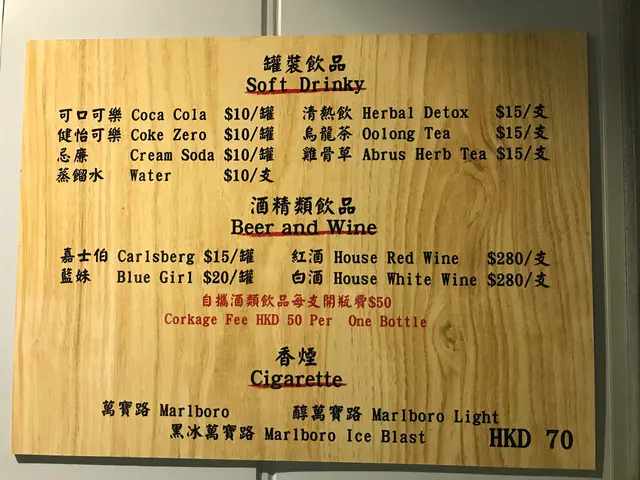 罐裝飲品
Soft Drinky
可口可樂 Coca Cola $10/罐 清熱飲 Herbal Detox $15/支
健怡可樂 Coke Zero $10/罐 烏龍茶 Oolong Tea $15/支
忌廉 Cream Soda $10/罐 雞骨草 Abrus Herb Tea $15/支
蒸餾水 Water $10/支
酒精類飲品
Beer and Wine
嘉士伯 Carlsberg $15/罐 紅酒 House Red Wine $280/支
藍妹 Blue Girl $20/罐 白酒 House White Wine $280/支
自攜酒類飲品每支開瓶費$50
Corkage Fee HKD 50 Per One Bottle
香煙
Cigarette
萬寶路 Marlboro 醇萬寶路 Marlboro Light
黑冰萬寶路 Marlboro Ice Blast HKD 70